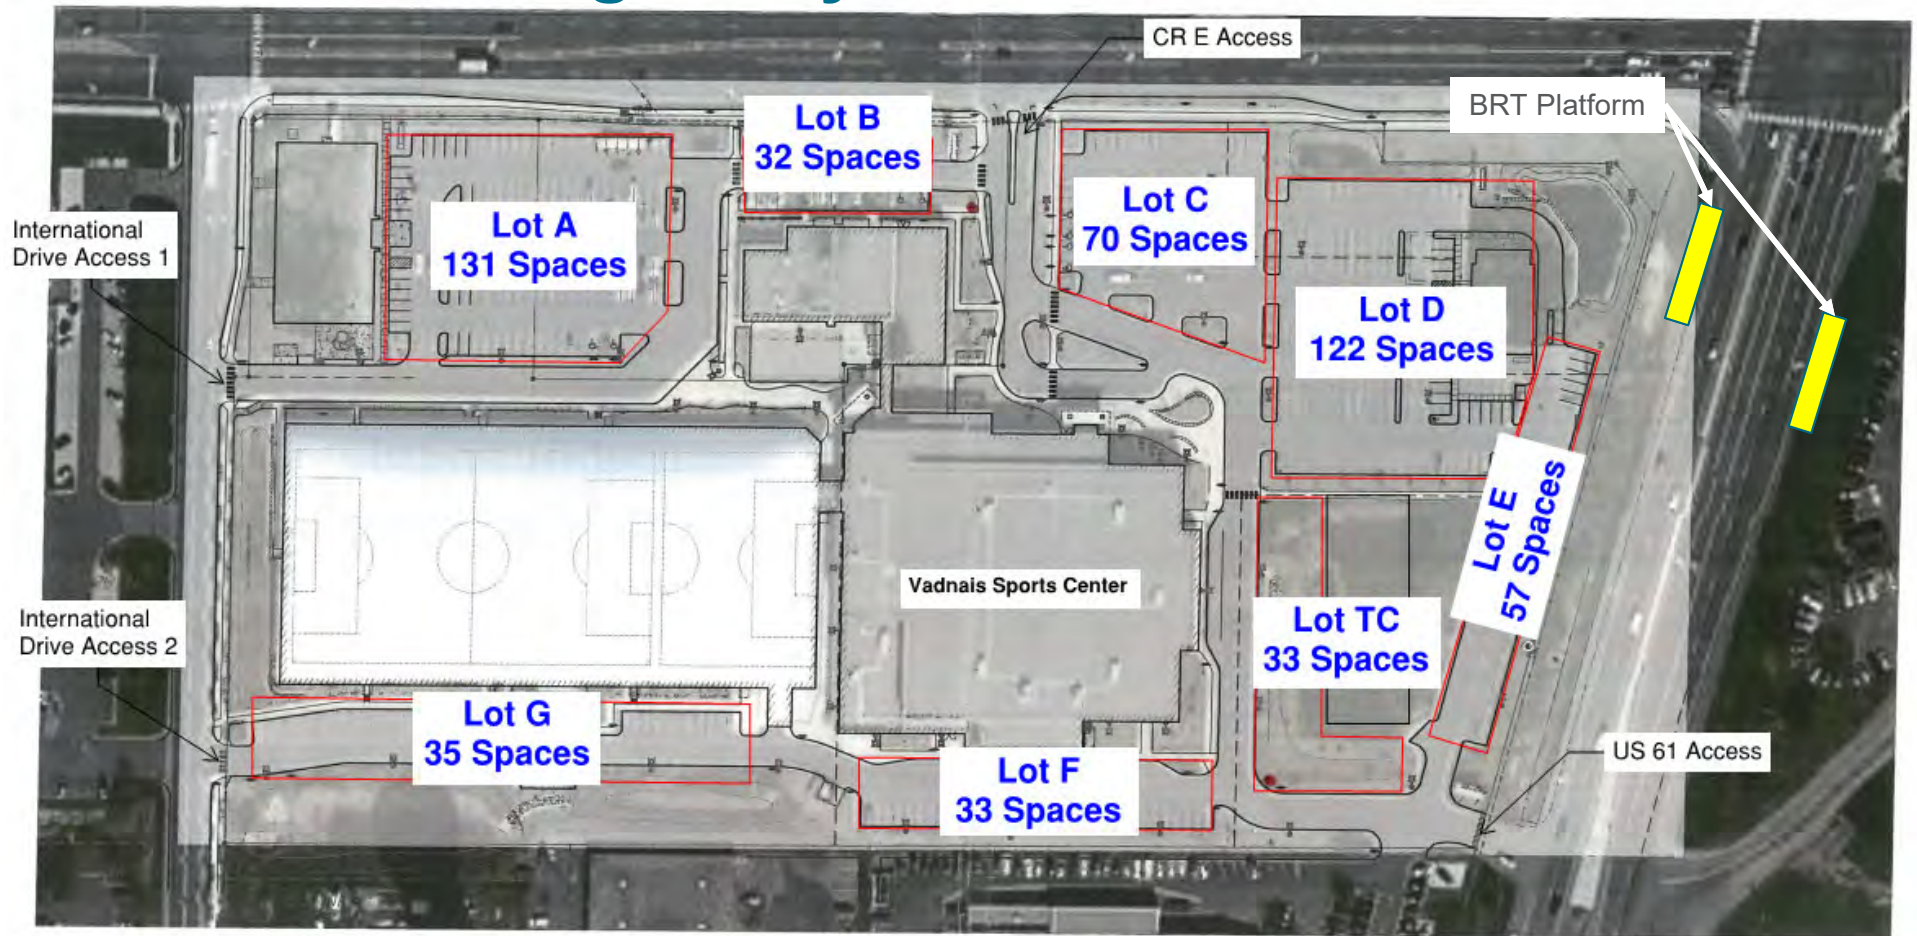 CR E Access
BRT Platform
Lot B
32 Spaces
Lot C
70 Spaces
Lot A
131 Spaces
International
Drive Access 1
Lot D
122 Spaces
Lot E
57 Spaces
Vadnais Sports Center
International
Drive Access 2
Lot TC
33 Spaces
Lot G
35 Spaces
US 61 Access
Lot F
33 Spaces